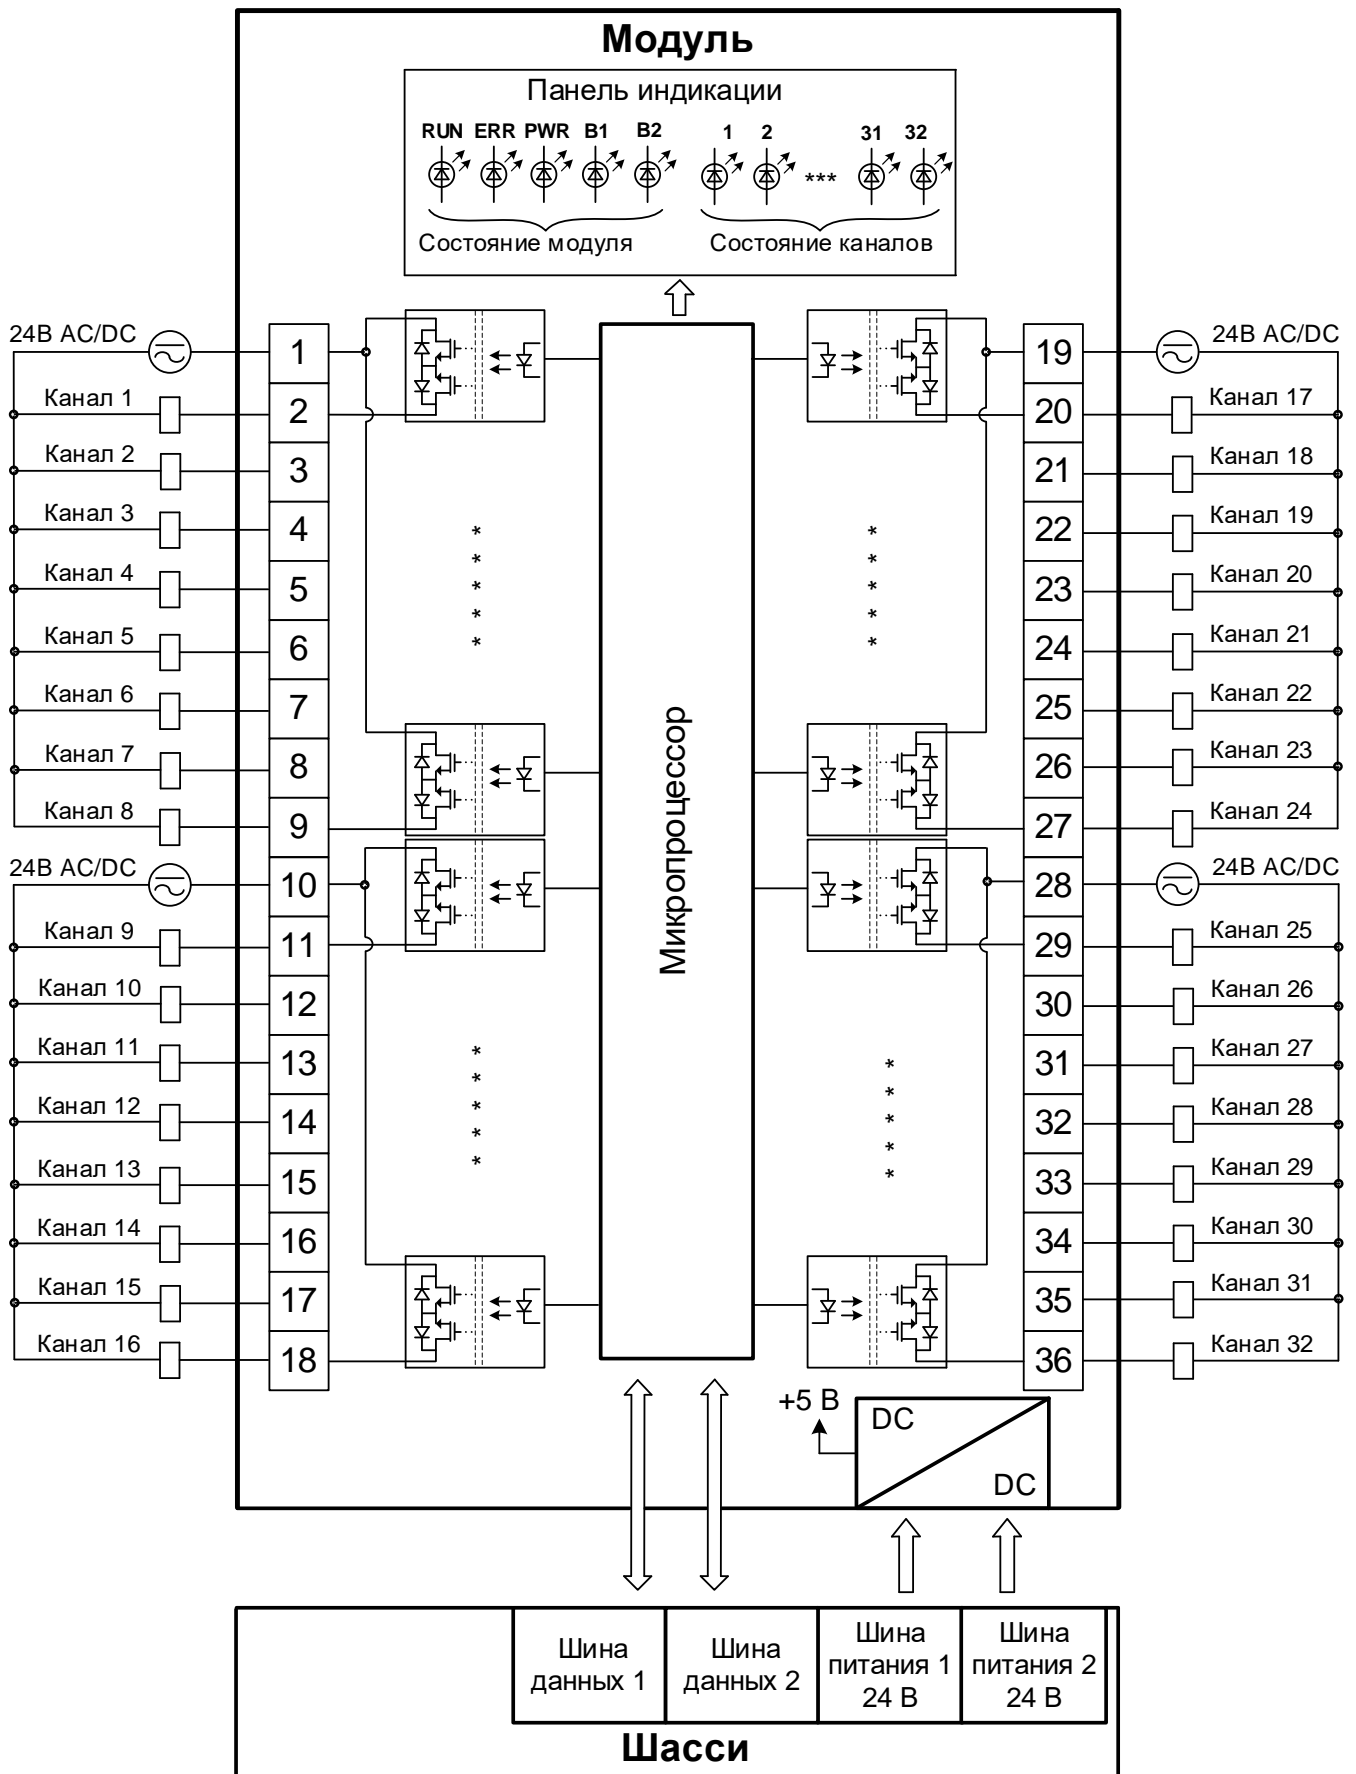 Модуль
Панель индикации
RUN ERR PWR B1 B2 1 2 31 32
***
Состояние модуля Состояние каналов
24В AC/DC
Канал 1
Канал 2
Канал 3
Канал 4
Канал 5
Канал 6
Канал 7
Канал 8
24В AC/DC
Канал 9
Канал 10
Канал 11
Канал 12
Канал 13
Канал 14
Канал 15
Канал 16
1
2
3
4
5
6
7
8
9
10
11
12
13
14
15
16
17
18
* * * * *
* * * * *
Микропроцессор
* * * * *
* * * * *
19
20
21
22
23
24
25
26
27
28
29
30
31
32
33
34
35
36
24В AC/DC
Канал 17
Канал 18
Канал 19
Канал 20
Канал 21
Канал 22
Канал 23
Канал 24
24В AC/DC
Канал 25
Канал 26
Канал 27
Канал 28
Канал 29
Канал 30
Канал 31
Канал 32
+5 В
DC
DC
Шина
данных 1
Шина
данных 2
Шина
питания 1
24 В
Шина
питания 2
24 В
Шасси